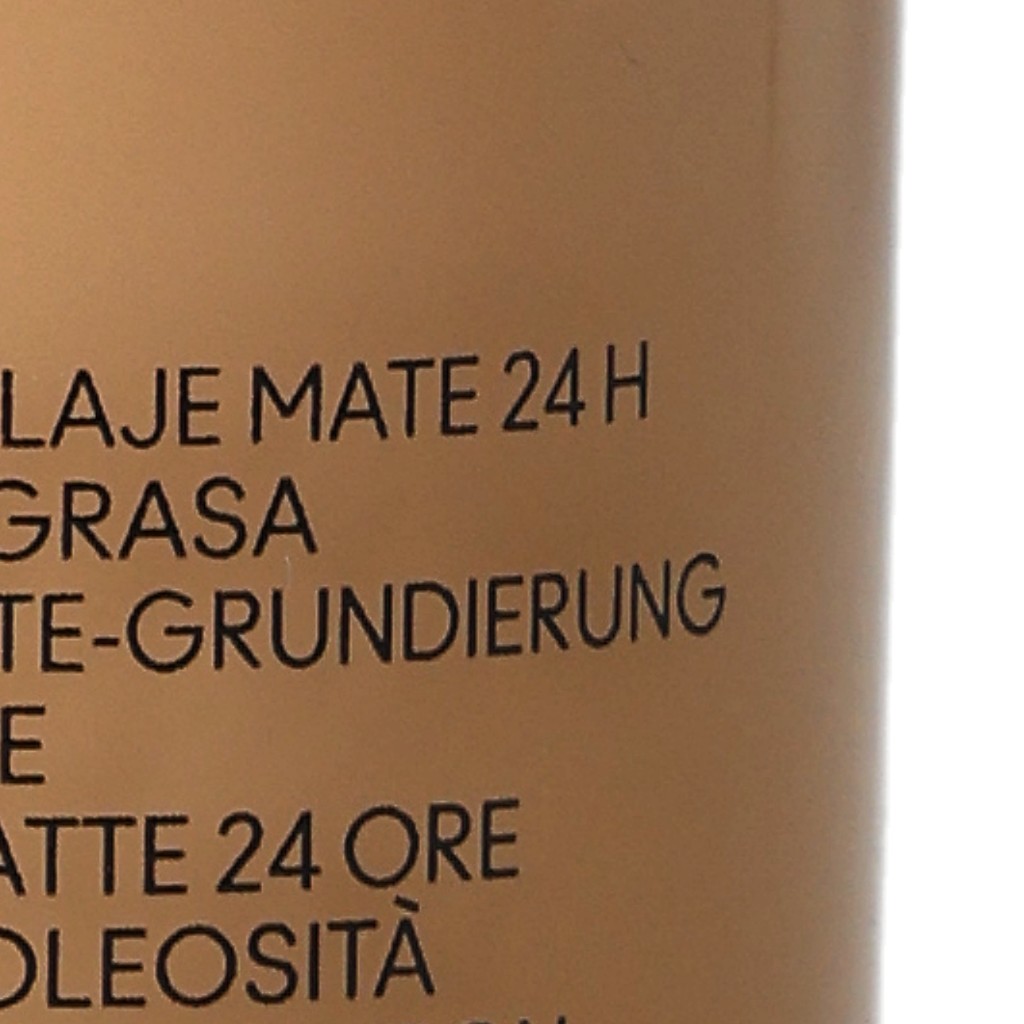 LAJE MATE 24 H
GRASA
TE-GRUNDIERUNG
E
ATTE 24 ORE
OLEOSITÀ